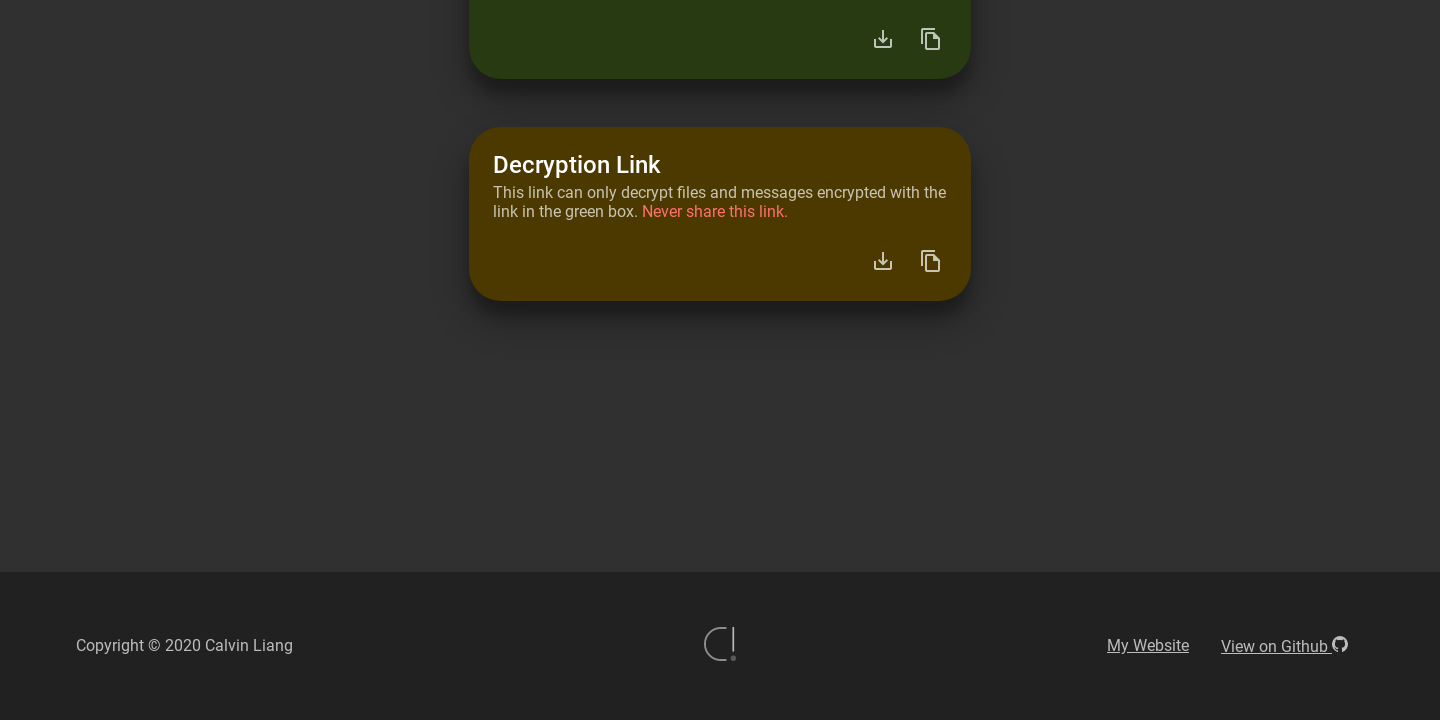 Decryption Link
This link can only decrypt files and messages encrypted with the
link in the green box. Never share this link.
Copyright © 2020 Calvin Liang
C!
My Website
View on Github